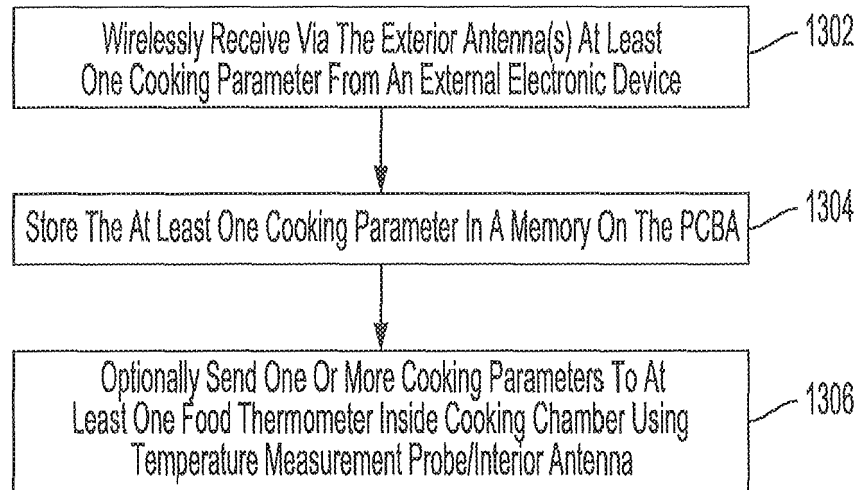 Wirelessly Receive Via The Exterior Antenna(s) At Least
One Cooking Parameter From An External Electronic Device
1302
Store The At Least One Cooking Parameter In A Memory On The PCBA
1304
Optionally Send One Or More Cooking Parameters To At
Least One Food Thermometer Inside Cooking Chamber Using
Temperature Measurement Probe/Interior Antenna
1306